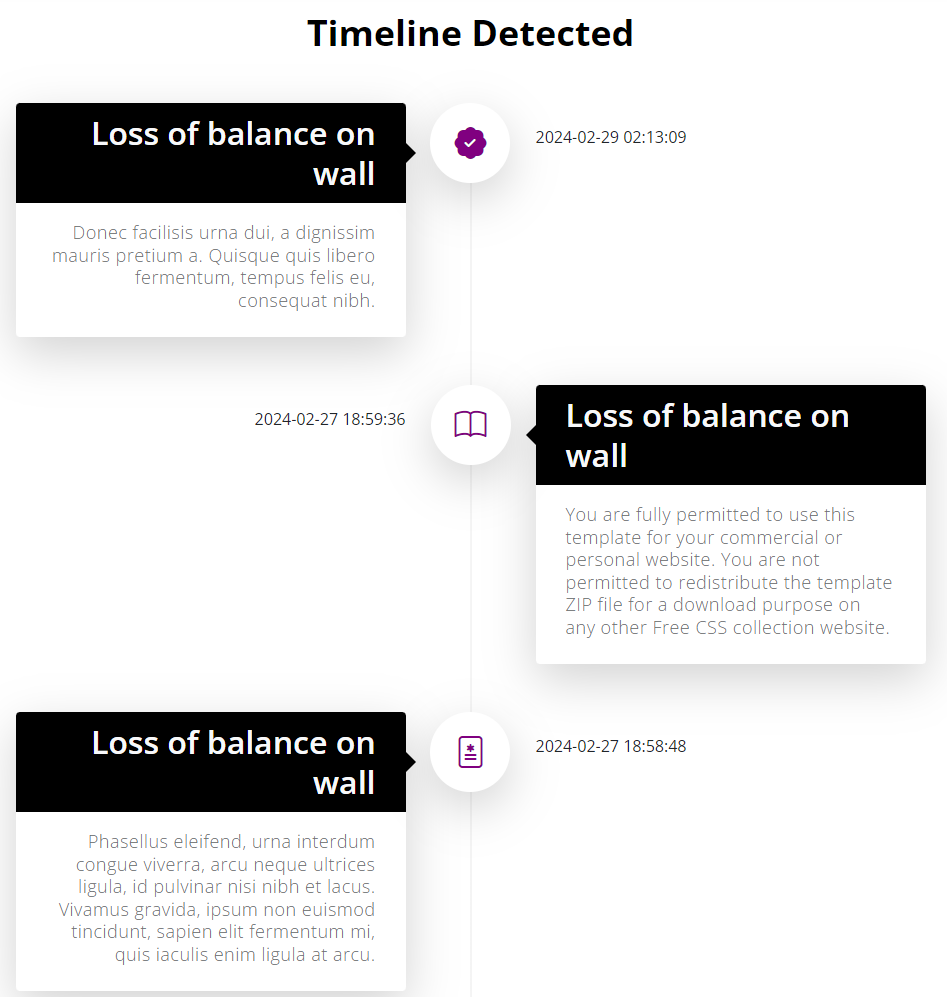 Timeline Detected
Loss of balance on
wall
2024-02-29 02:13:09
Donec facilisis urna dui, a dignissim
mauris pretium a. Quisque quis libero
fermentum, tempus felis eu,
consequat nibh.
2024-02-27 18:59:36
Loss of balance on
wall
You are fully permitted to use this
template for your commercial or
personal website. You are not
permitted to redistribute the template
ZIP file for a download purpose on
any other Free CSS collection website.
Loss of balance on
wall
2024-02-27 18:58:48
Phasellus eleifend, urna interdum
congue viverra, arcu neque ultrices
ligula, id pulvinar nisi nibh et lacus.
Vivamus gravida, ipsum non euismod
tincidunt, sapien elit fermentum mi,
quis iaculis enim ligula at arcu.